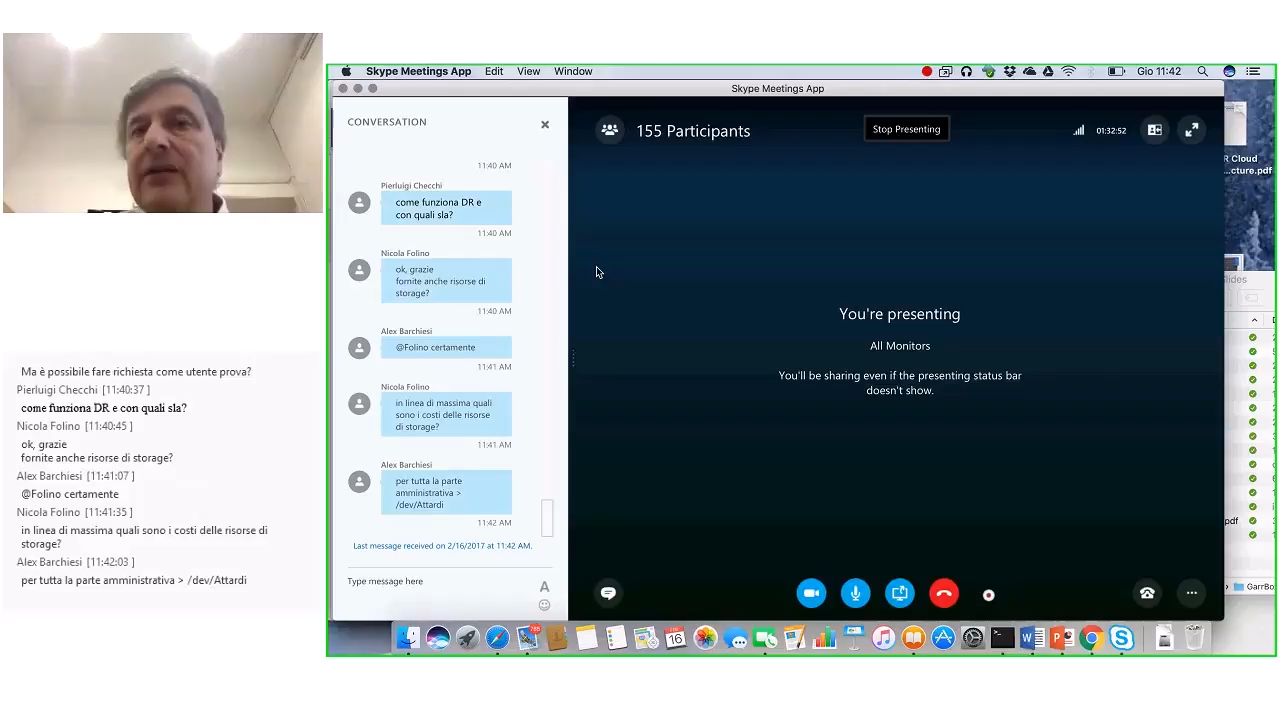 Skype Meetings App Edit View Window
Gio 11:42
Skype Meetings App
CONVERSATION
11:40 AM
Pierluigi Checchi
come funziona DR e
con quali sla?
11:40 AM
Nicola Folino
ok, grazie
fornite anche risorse di
storage?
11:40 AM
Alex Barchiesi
@Folino certamente
11:41 AM
Nicola Folino
in linea di massima quali
sono i costi delle risorse
di storage?
11:41 AM
Alex Barchiesi
per tutta la parte
amministrativa >
/dev/Attardi
11:42 AM
Last message received on 2/16/2017 at 11:42 AM.
Type message here
A
155 Participants
Stop Presenting
01:32:52
You're presenting
All Monitors
You'll be sharing even if the presenting status bar
doesn't show.
R Cloud
...cture.pdf
pdf
Ma è possibile fare richiesta come utente prova?
Pierluigi Checchi [11:40:37 ]
come funziona DR e con quali sla?
Nicola Folino [11:40:45 ]
ok, grazie
fornite anche risorse di storage?
Alex Barchiesi [11:41:07 ]
@Folino certamente
Nicola Folino [11:41:35 ]
in linea di massima quali sono i costi delle risorse di
storage?
Alex Barchiesi [11:42:03 ]
per tutta la parte amministrativa > /dev/Attardi